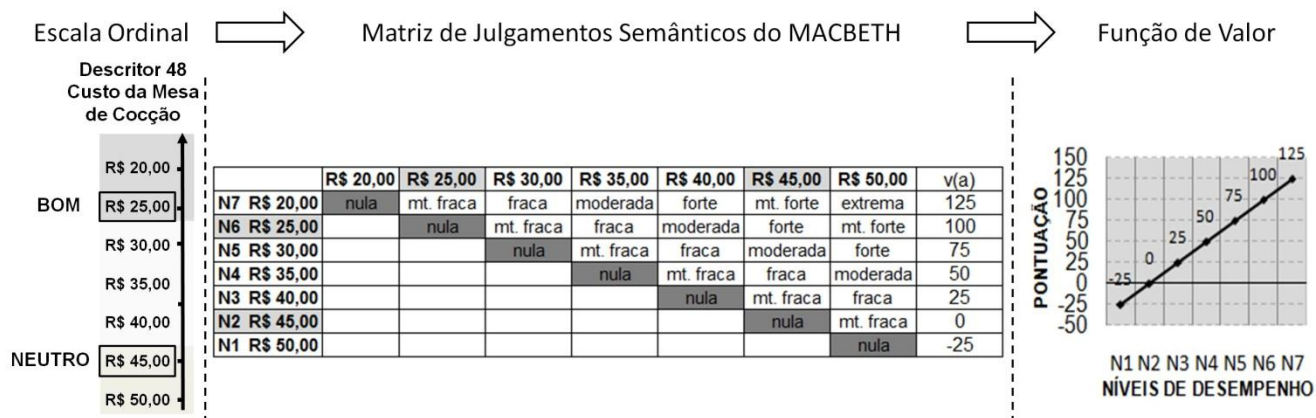 Escala Ordinal
Matriz de Julgamentos Semânticos do MACBETH
Função de Valor
Descritor 48
Custo da Mesa
de Cocção
R$ 20,00
BOM R$ 25,00
R$ 30,00
R$ 35,00
R$ 40,00
NEUTRO R$ 45,00
R$ 50,00
R$ 20,00 R$ 25,00 R$ 30,00 R$ 35,00 R$ 40,00 R$ 45,00 R$ 50,00 v(a)
N7 R$ 20,00 nula mt. fraca fraca moderada forte mt. forte extrema 125
N6 R$ 25,00 nula mt. fraca fraca moderada forte mt. forte 100
N5 R$ 30,00 nula mt. fraca fraca moderada forte 75
N4 R$ 35,00 nula mt. fraca fraca moderada 50
N3 R$ 40,00 nula mt. fraca fraca 25
N2 R$ 45,00 nula mt. fraca 0
N1 R$ 50,00 nula -25
PONTUAÇÃO
150
125
100
75
50
25
0
-25
-50
-25
0
25
50
75
100
125
N1 N2 N3 N4 N5 N6 N7
NÍVEIS DE DESEMPENHO